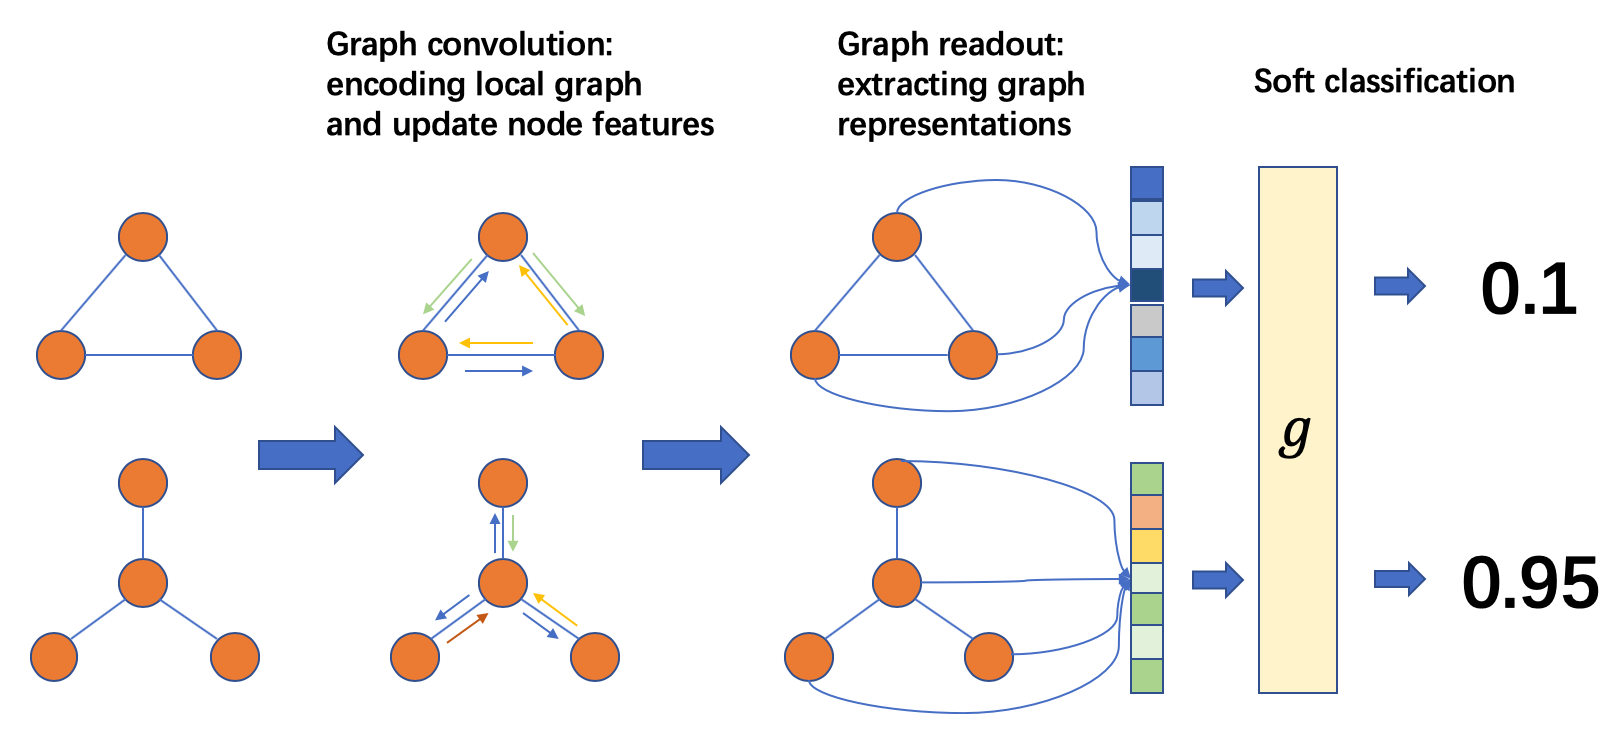 Graph convolution:
encoding local graph
and update node features
Graph readout:
extracting graph
representations
Soft classification
0.1
g
0.95